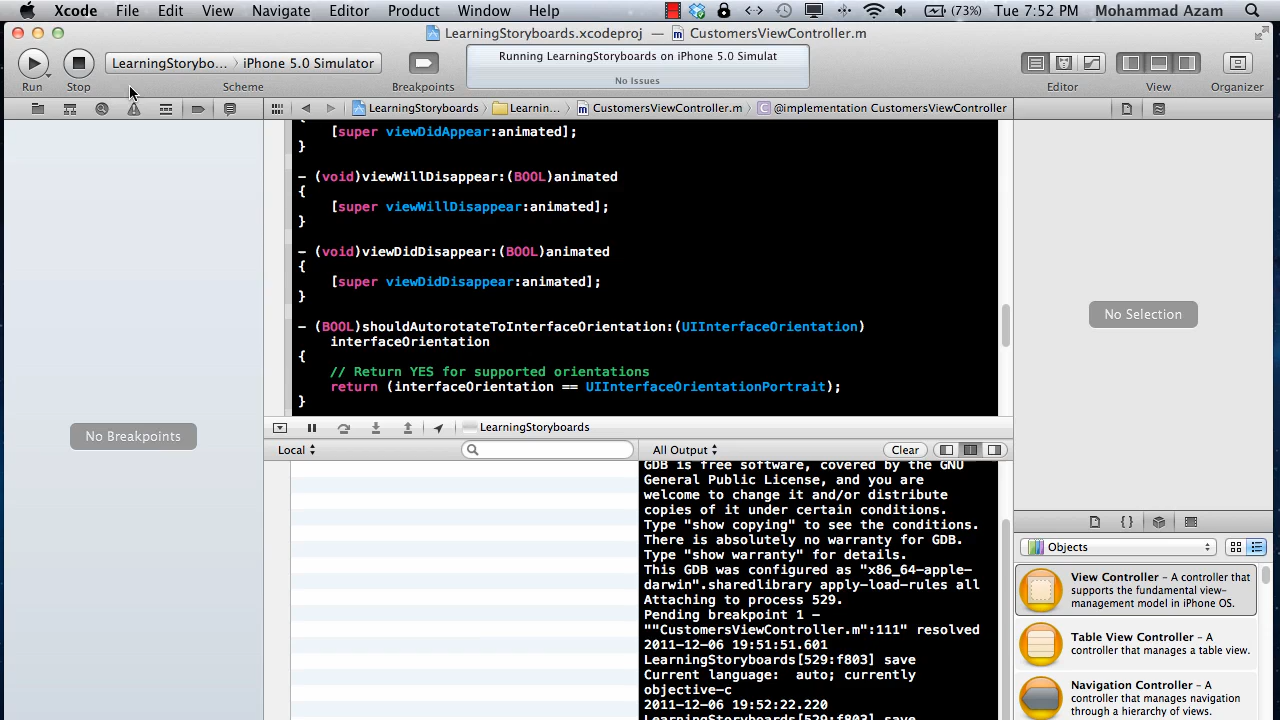 Xcode File Edit View Navigate Editor Product Window Help (73%) Tue 7:52 PM Mohammad Azam
LearningStoryboards.xcodeproj — CustomersViewController.m
LearningStorybo... iPhone 5.0 Simulator
Running LearningStoryboards on iPhone 5.0 Simulat
No Issues
Run Stop Scheme Breakpoints Editor View Organizer
LearningStoryboards Learnin... CustomersViewController.m @implementation CustomersViewController
{
[super viewDidAppear:animated];
}
- (void)viewWillDisappear:(BOOL)animated
{
[super viewWillDisappear:animated];
}
- (void)viewDidDisappear:(BOOL)animated
{
[super viewDidDisappear:animated];
}
- (BOOL)shouldAutorotateToInterfaceOrientation:(UIInterfaceOrientation)
interfaceOrientation
{
// Return YES for supported orientations
return (interfaceOrientation == UIInterfaceOrientationPortrait);
}
No Breakpoints
No Selection
LearningStoryboards
Local
All Output
Clear
GDB is free software, covered by the GNU
General Public License, and you are
welcome to change it and/or distribute
copies of it under certain conditions.
Type "show copying" to see the conditions.
There is absolutely no warranty for GDB.
Type "show warranty" for details.
This GDB was configured as "x86_64-apple-
darwin".sharedlibrary apply-load-rules all
Attaching to process 529.
Pending breakpoint 1 -
""CustomersViewController.m":111" resolved
2011-12-06 19:51:51.601
LearningStoryboards[529:f803] save
Current language: auto; currently
objective-c
2011-12-06 19:52:22.220
LearningStoryboards[529:f803] save
Objects
View Controller - A controller that
supports the fundamental view-
management model in iPhone OS.
Table View Controller - A
controller that manages a table view.
Navigation Controller - A
controller that manages navigation
through a hierarchy of views.